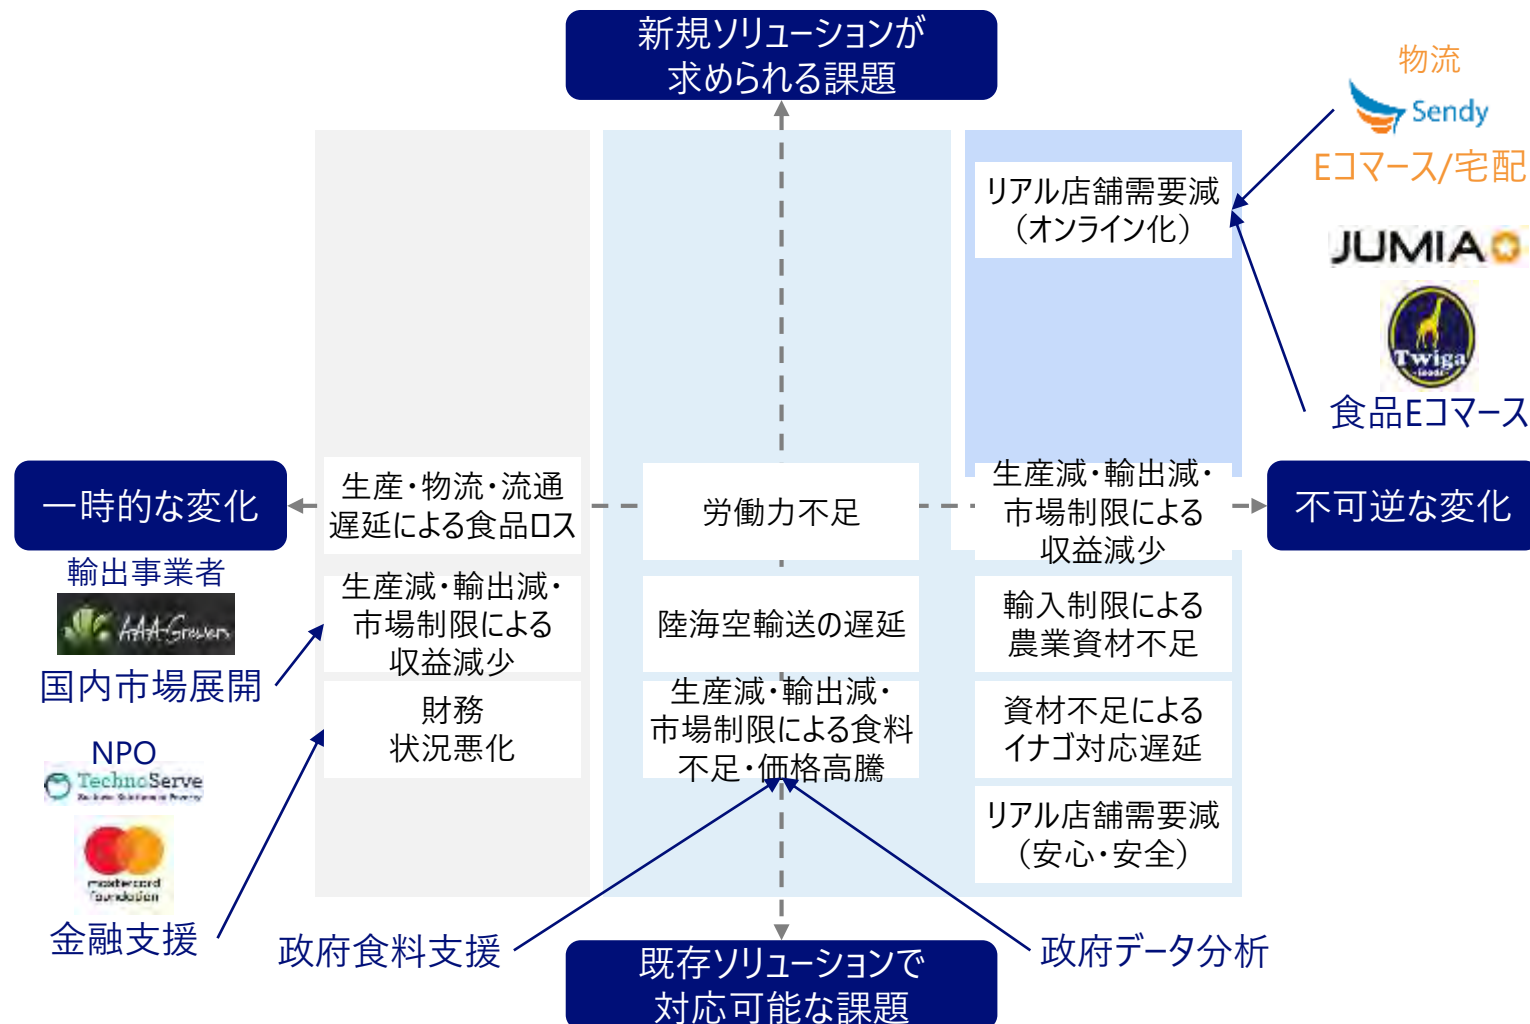 新規ソリューションが
求められる課題
物流
Sendy
Eコマース/宅配
リアル店舗需要減
（オンライン化）
JUMIA
Twiga
foods
食品Eコマース
一時的な変化
生産・物流・流通
遅延による食品ロス
労働力不足
生産減・輸出減・
市場制限による
収益減少
不可逆な変化
輸出事業者
AAA Growers
国内市場展開
生産減・輸出減・
市場制限による
収益減少
陸海空輸送の遅延
輸入制限による
農業資材不足
NPO
TechnoServe
Business Solutions to Poverty
mastercard
foundation
金融支援
財務
状況悪化
生産減・輸出減・
市場制限による食料
不足・価格高騰
資材不足による
イナゴ対応遅延
リアル店舗需要減
（安心・安全）
政府食料支援
政府データ分析
既存ソリューションで
対応可能な課題